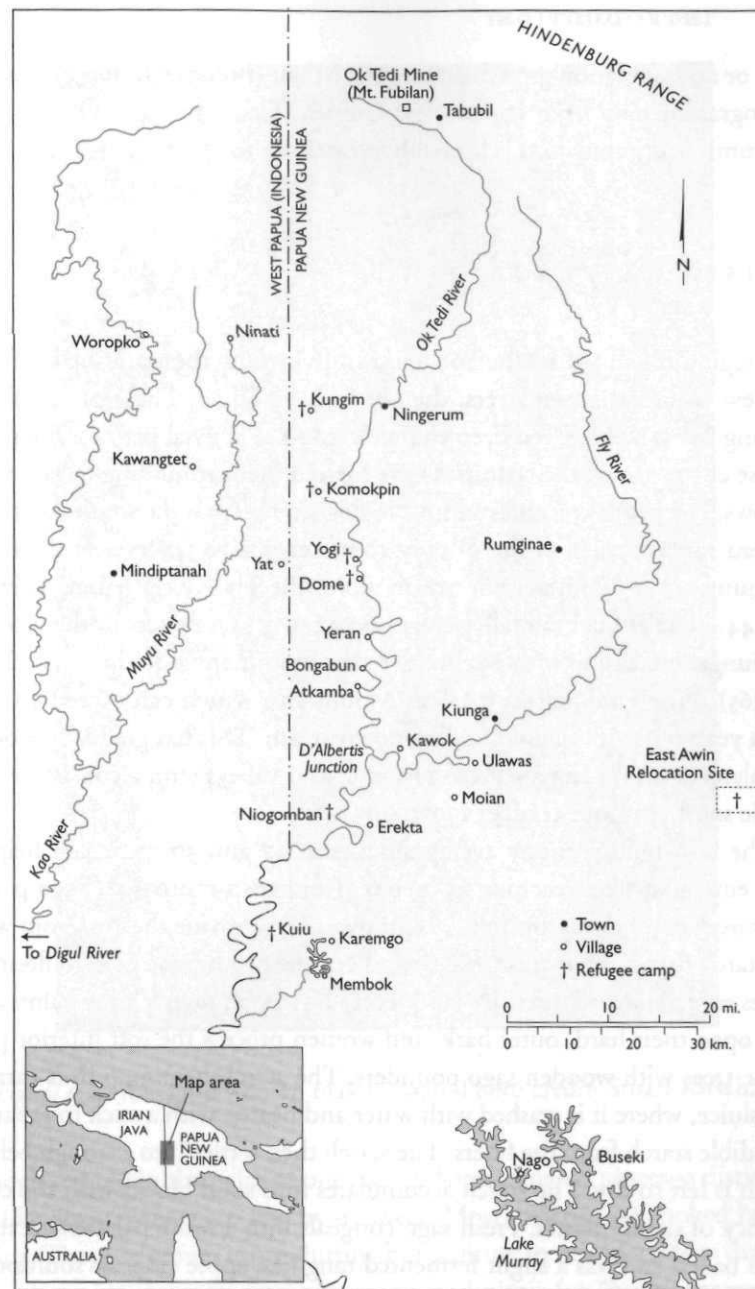 HINDENBURG RANGE
Ok Tedi Mine
(Mt. Fubilan)
Tabubil
WEST PAPUA (INDONESIA)
PAPUA NEW GUINEA
N
Ok Tedi River
Woropko
Ninati
Kungim
Ningerum
Fly River
Kawangtet
Komokpin
Yogi
Runginae
Mindiptanah
Yat
Dome
Muyu River
Yeran
Bongabun
Atkamba
Kiunga
D'Albertis
Junction
Kawok
Ulawas
East Awin
Relocation Site
Moian
Niogomban
Erekta
Kao River
To Digul River
Kuiu
Karemgo
Membok
Town
Village
Refugee camp
0 10 20 mi.
0 10 20 30 km.
Map area
IRIAN
JAVA
PAPUA
NEW
GUINEA
AUSTRALIA
Nago
Buseki
Lake
Murray